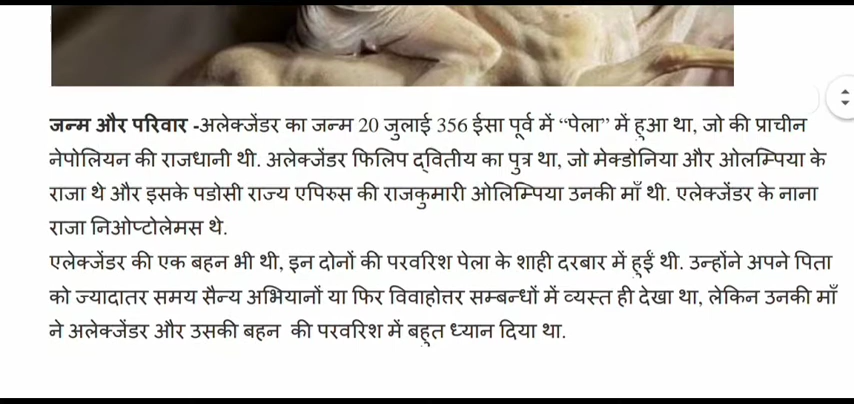 जन्म और परिवार -अलेक्जेंडर का जन्म 20 जुलाई 356 ईसा पूर्व में “पेला” में हुआ था, जो की प्राचीन
नेपोलियन की राजधानी थी. अलेक्जेंडर फिलिप द्वितीय का पुत्र था, जो मेक्डोनिया और ओलम्पिया के
राजा थे और इसके पडोसी राज्य एपिरुस की राजकुमारी ओलिम्पिया उनकी माँ थी. एलेक्जेंडर के नाना
राजा निओप्टोलेमस थे.
एलेक्जेंडर की एक बहन भी थी, इन दोनों की परवरिश पेला के शाही दरबार में हुईं थी. उन्होंने अपने पिता
को ज्यादातर समय सैन्य अभियानों या फिर विवाहोत्तर सम्बन्धों में व्यस्त ही देखा था, लेकिन उनकी माँ
ने अलेक्जेंडर और उसकी बहन की परवरिश में बहुत ध्यान दिया था.